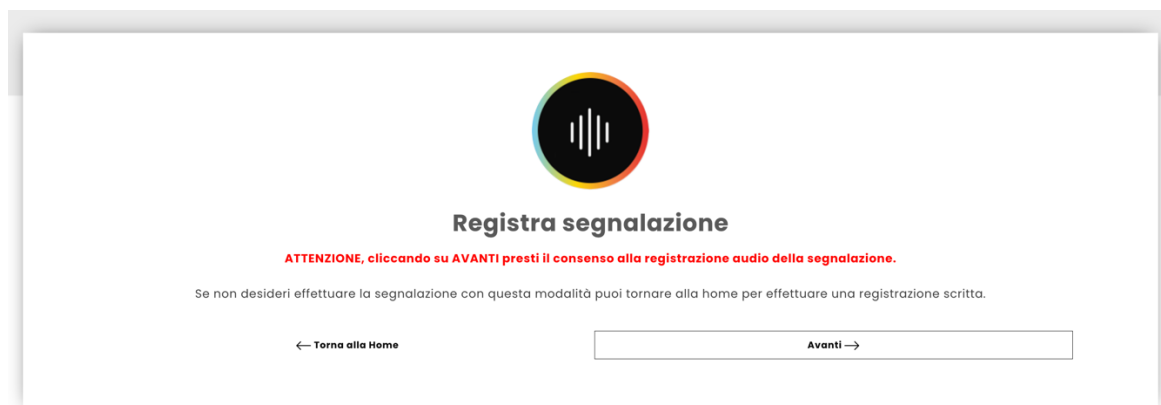 Registra segnalazione
ATTENZIONE, cliccando su AVANTI presti il consenso alla registrazione audio della segnalazione.
Se non desideri effettuare la segnalazione con questa modalità puoi tornare alla home per effettuare una registrazione scritta.
← Torna alla Home
Avanti →